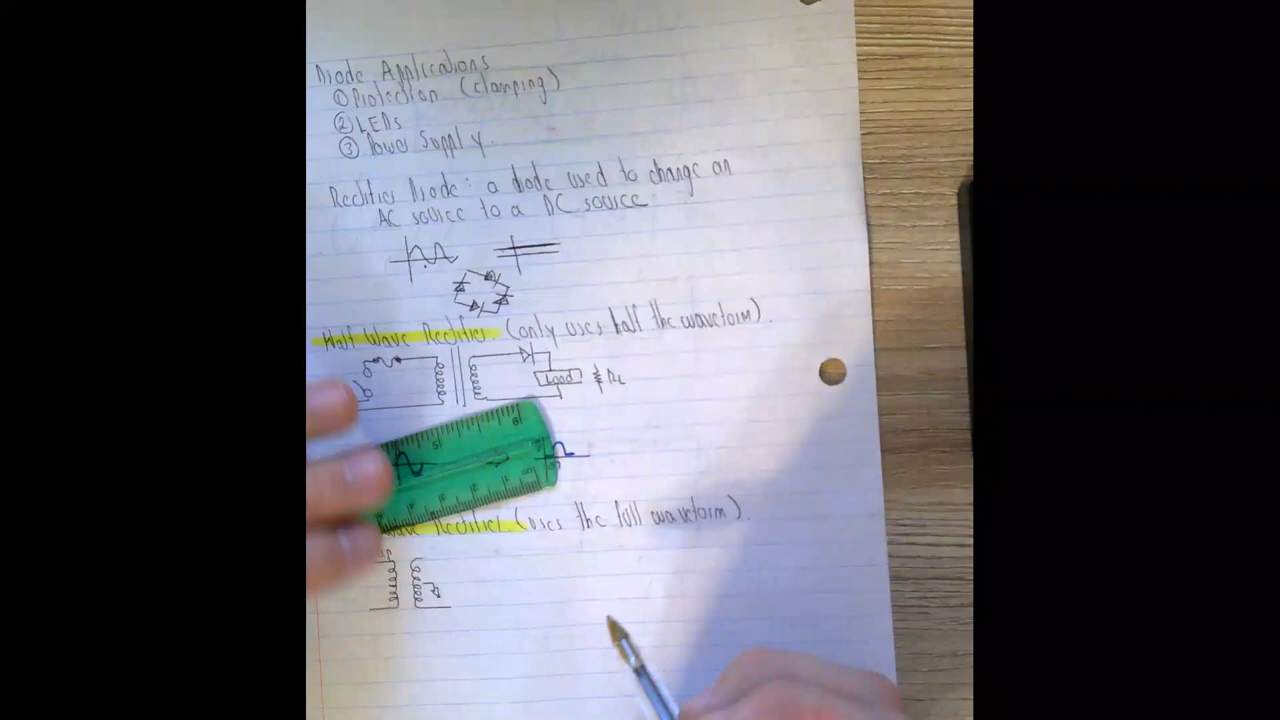 Diode Applications
① Protection (clamping)
② LEDs
③ Power Supply.
Rectifier Diode: a diode used to change an
AC source to a DC source.
Half Wave Rectifier (only uses half the waveform).
Load RL
Wave Rectifier (uses the full waveform).